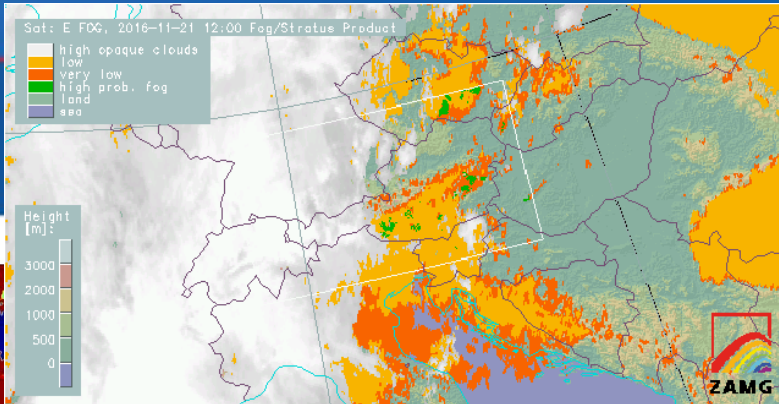 Sat: E FOG, 2016-11-21 12:00 Fog/Stratus Product
high opaque clouds
low
very low
high prob. fog
land
sea
Height
[m]:
3000
2000
1000
500
0
ZAMG